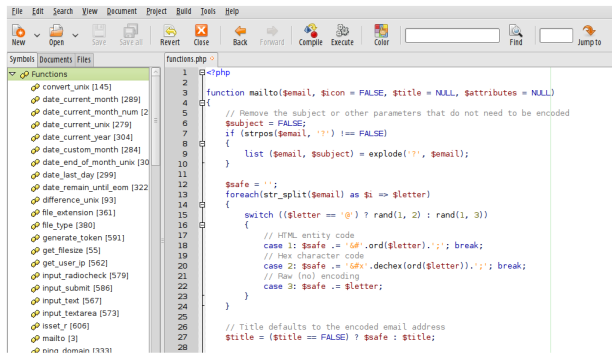 File Edit Search View Document Project Build Tools Help
New Open Save Save all Revert Close Back Forward Compile Execute Color Find Jump to
Symbols Documents Files functions.php
Functions
convert_unix [145]
date_current_month [289]
date_current_month_num [2
date_current_unix [279]
date_current_year [304]
date_custom_month [284]
date_end_of_month_unix [30
date_last_day [299]
date_remain_until_eom [322
difference_unix [93]
file_extension [361]
file_type [380]
generate_token [591]
get_filesize [55]
get_user_ip [562]
input_radiocheck [579]
input_submit [586]
input_text [567]
input_textarea [573]
isset_r [606]
mailto [3]
ping_domain [333]
1 <?php
2
3 function mailto($email, $icon = FALSE, $title = NULL, $attributes = NULL)
4 {
5 // Remove the subject or other parameters that do not need to be encoded
6 $subject = FALSE;
7 if (strpos($email, '?') !== FALSE)
8 {
9 list ($email, $subject) = explode('?', $email);
10 }
11
12 $safe = '';
13 foreach(str_split($email) as $i => $letter)
14 {
15 switch (($letter == '@') ? rand(1, 2) : rand(1, 3))
16 {
17 // HTML entity code
18 case 1: $safe .= '&#'.ord($letter).';'; break;
19 // Hex character code
20 case 2: $safe .= '&#x'.dechex(ord($letter)).';'; break;
21 // Raw (no) encoding
22 case 3: $safe .= $letter;
23 }
24 }
25
26 // Title defaults to the encoded email address
27 $title = ($title == FALSE) ? $safe : $title;
28